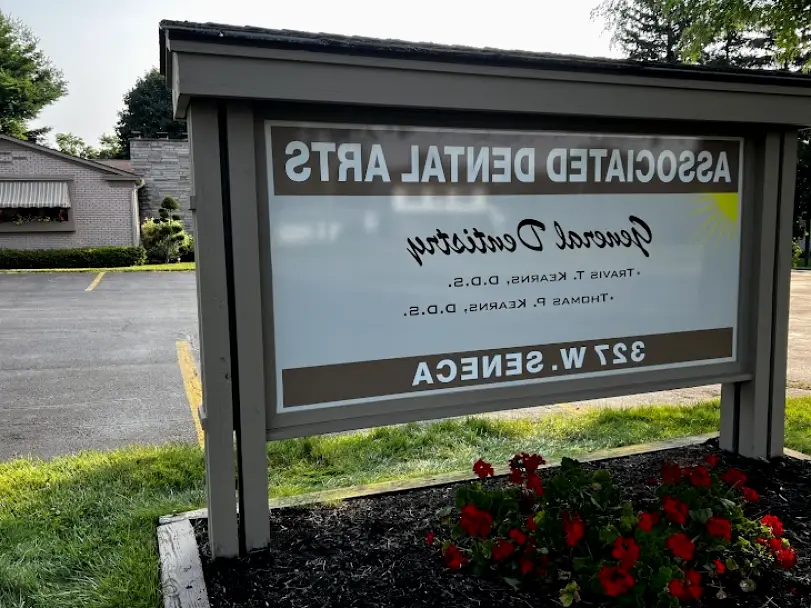 ASSOCIATED DENTAL ARTS
General Dentistry
• TRAVIS T. KEARNS, D.D.S.
• THOMAS P. KEARNS, D.D.S.
327 W. SENECA